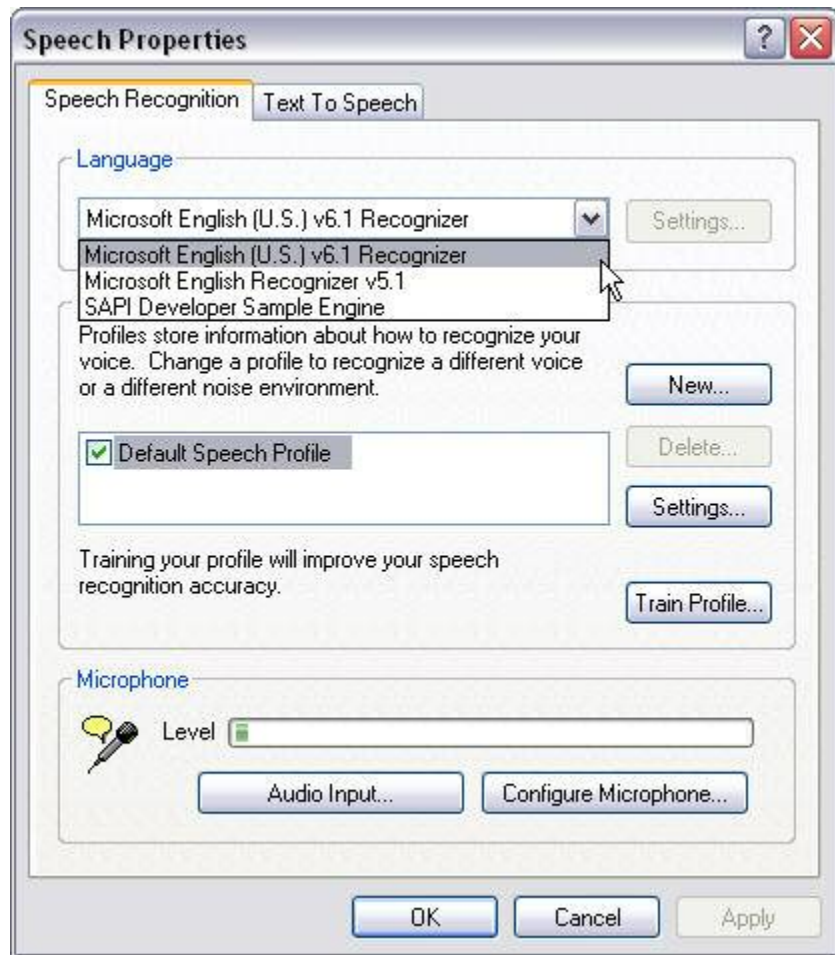 Speech Properties
Speech Recognition
Text To Speech
Language
Microsoft English (U.S.) v6.1 Recognizer
Settings...
Microsoft English (U.S.) v6.1 Recognizer
Microsoft English Recognizer v5.1
SAPI Developer Sample Engine
Profiles store information about how to recognize your
voice. Change a profile to recognize a different voice
or a different noise environment.
New...
Default Speech Profile
Delete...
Settings...
Training your profile will improve your speech
recognition accuracy.
Train Profile...
Microphone
Level
Audio Input...
Configure Microphone...
OK
Cancel
Apply